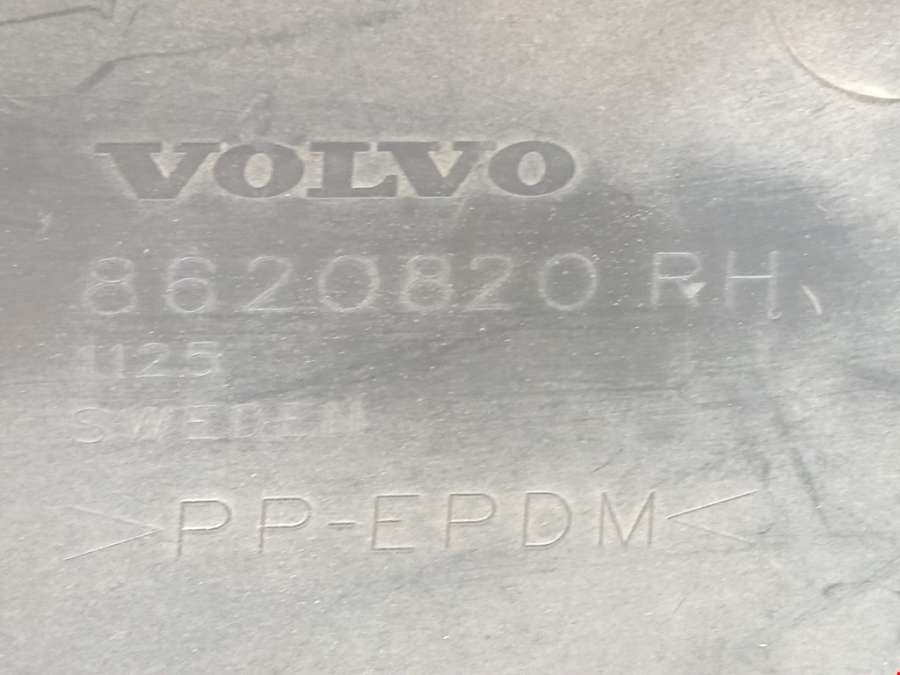 VOLVO
8620820 RH
1125
SWEDEN
>PP-EPDM<